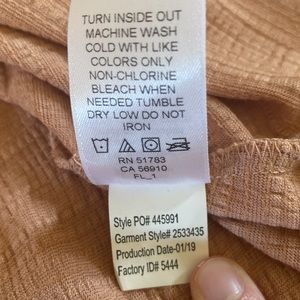 TURN INSIDE OUT
MACHINE WASH
COLD WITH LIKE
COLORS ONLY
NON-CHLORINE
BLEACH WHEN
NEEDED TUMBLE
DRY LOW DO NOT
IRON
RN 51783
CA 56910
FL_1
Style PO# 445991
Garment Style# 2533435
Production Date-01/19
Factory ID# 5444